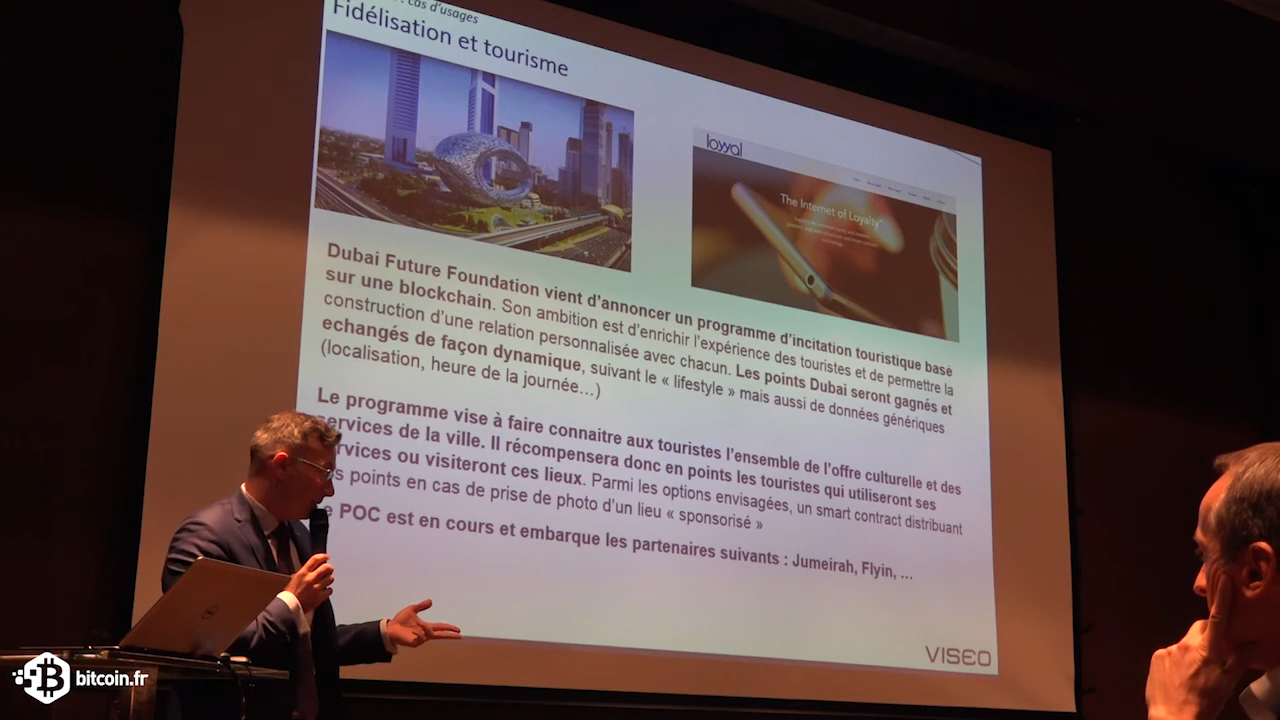 : Cas d'usages
Fidélisation et tourisme
loyyal
The Internet of Loyalty
Dubai Future Foundation vient d'annoncer un programme d'incitation touristique basé
sur une blockchain. Son ambition est d'enrichir l'expérience des touristes et de permettre la
construction d'une relation personnalisée avec chacun. Les points Dubai seront gagnés et
echangés de façon dynamique, suivant le « lifestyle » mais aussi de données génériques
(localisation, heure de la journée…)
Le programme vise à faire connaitre aux touristes l'ensemble de l'offre culturelle et des
services de la ville. Il récompensera donc en points les touristes qui utiliseront ses
services ou visiteront ces lieux. Parmi les options envisagées, un smart contract distribuant
s points en cas de prise de photo d'un lieu « sponsorisé »
e POC est en cours et embarque les partenaires suivants : Jumeirah, Flyin, ...
VISEO
bitcoin.fr